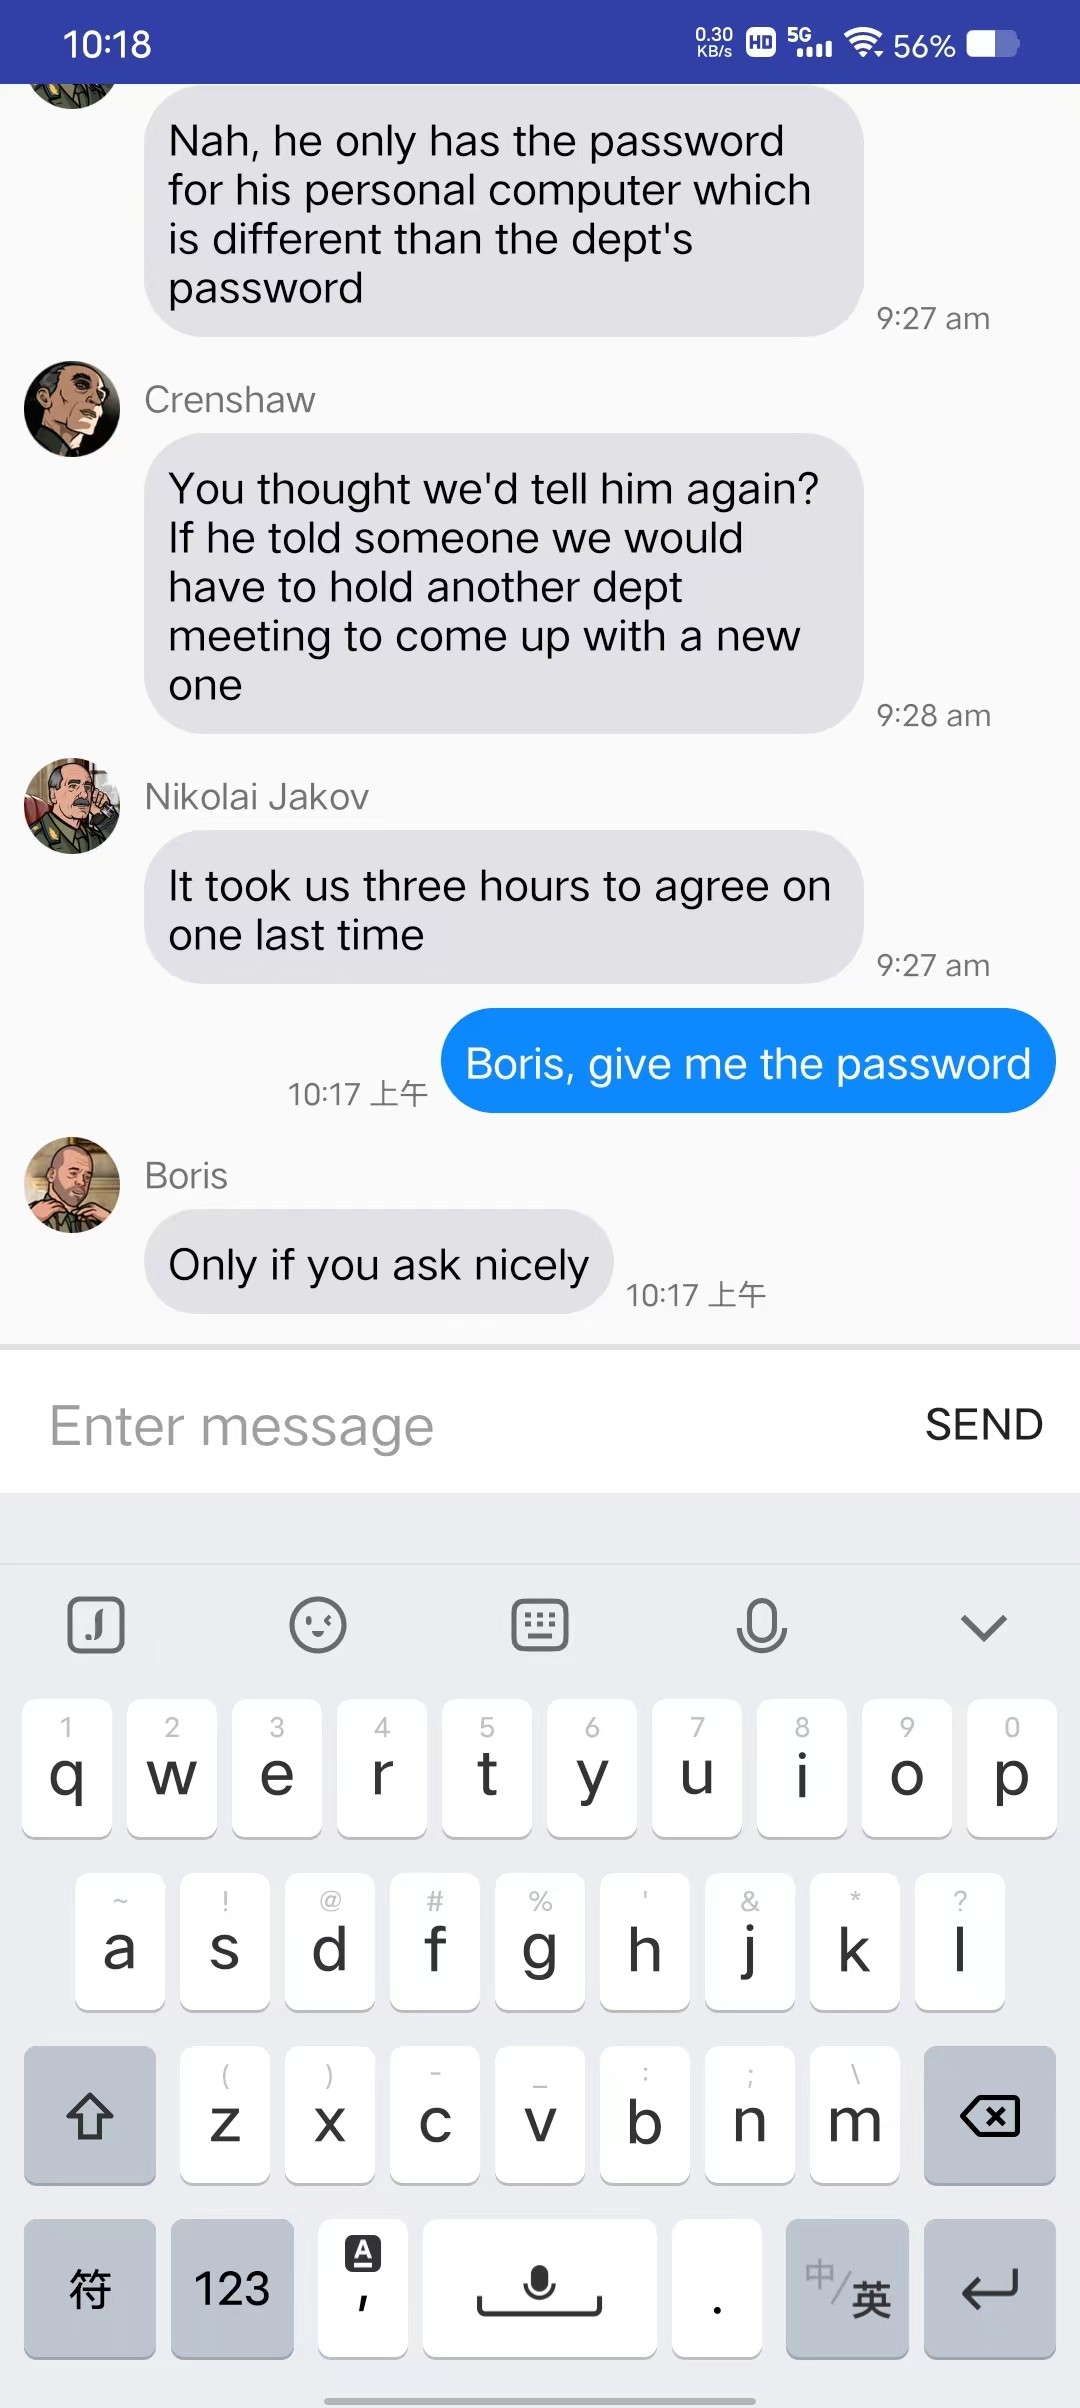 10:18
0.30
KB/s
HD
5G
56%
Nah, he only has the password
for his personal computer which
is different than the dept's
password
9:27 am
Crenshaw
You thought we'd tell him again?
If he told someone we would
have to hold another dept
meeting to come up with a new
one
9:28 am
Nikolai Jakov
It took us three hours to agree on
one last time
9:27 am
Boris, give me the password
10:17 上午
Boris
Only if you ask nicely
10:17 上午
Enter message
SEND
1 2 3 4 5 6 7 8 9 0
q w e r t y u i o p
~ ! @ # % ' & * ?
a s d f g h j k l
( ) - _ : ; \
z x c v b n m
符 123 A , . 中/英